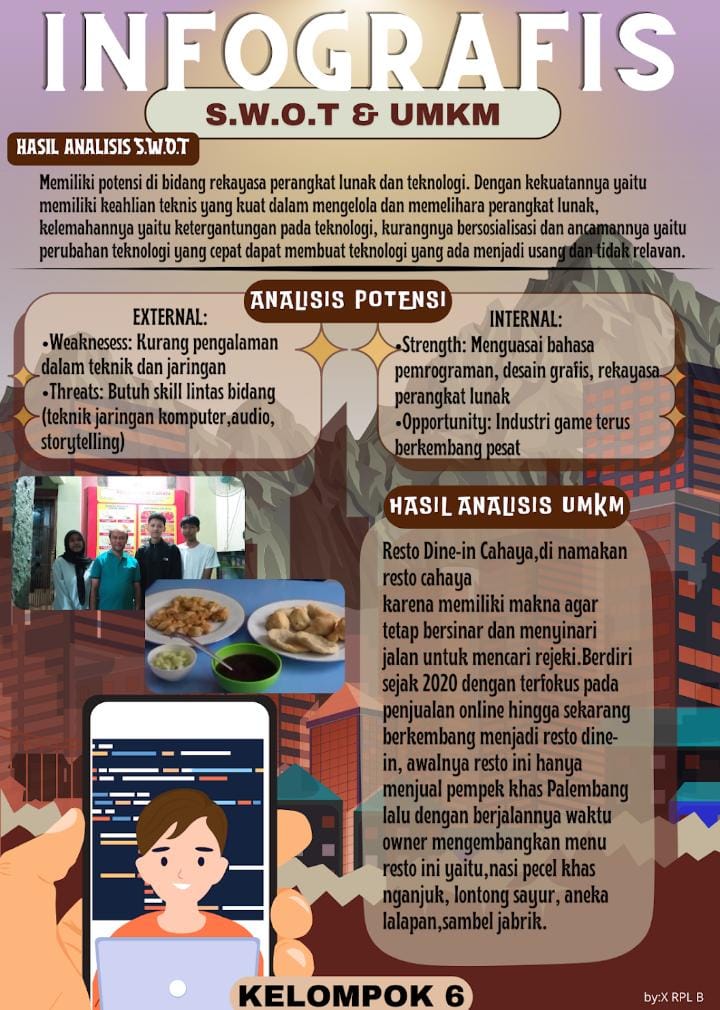 INFOGRAFIS
S.W.O.T & UMKM
HASIL ANALISIS S.W.O.T
Memiliki potensi di bidang rekayasa perangkat lunak dan teknologi. Dengan kekuatannya yaitu
memiliki keahlian teknis yang kuat dalam mengelola dan memelihara perangkat lunak,
kelemahannya yaitu ketergantungan pada teknologi, kurangnya bersosialisasi dan ancamannya yaitu
perubahan teknologi yang cepat dapat membuat teknologi yang ada menjadi usang dan tidak relavan.
ANALISIS POTENSI
EXTERNAL:
•Weaknesess: Kurang pengalaman
dalam teknik dan jaringan
•Threats: Butuh skill lintas bidang
(teknik jaringan komputer,audio,
storytelling)
INTERNAL:
•Strength: Menguasai bahasa
pemrograman, desain grafis, rekayasa
perangkat lunak
•Opportunity: Industri game terus
berkembang pesat
HASIL ANALISIS UMKM
Resto Dine-in Cahaya,di namakan
resto cahaya
karena memiliki makna agar
tetap bersinar dan menyinari
jalan untuk mencari rejeki.Berdiri
sejak 2020 dengan terfokus pada
penjualan online hingga sekarang
berkembang menjadi resto dine-
in, awalnya resto ini hanya
menjual pempek khas Palembang
lalu dengan berjalannya waktu
owner mengembangkan menu
resto ini yaitu,nasi pecel khas
nganjuk, lontong sayur, aneka
lalapan,sambel jabrik.
KELOMPOK 6
by:X RPL B